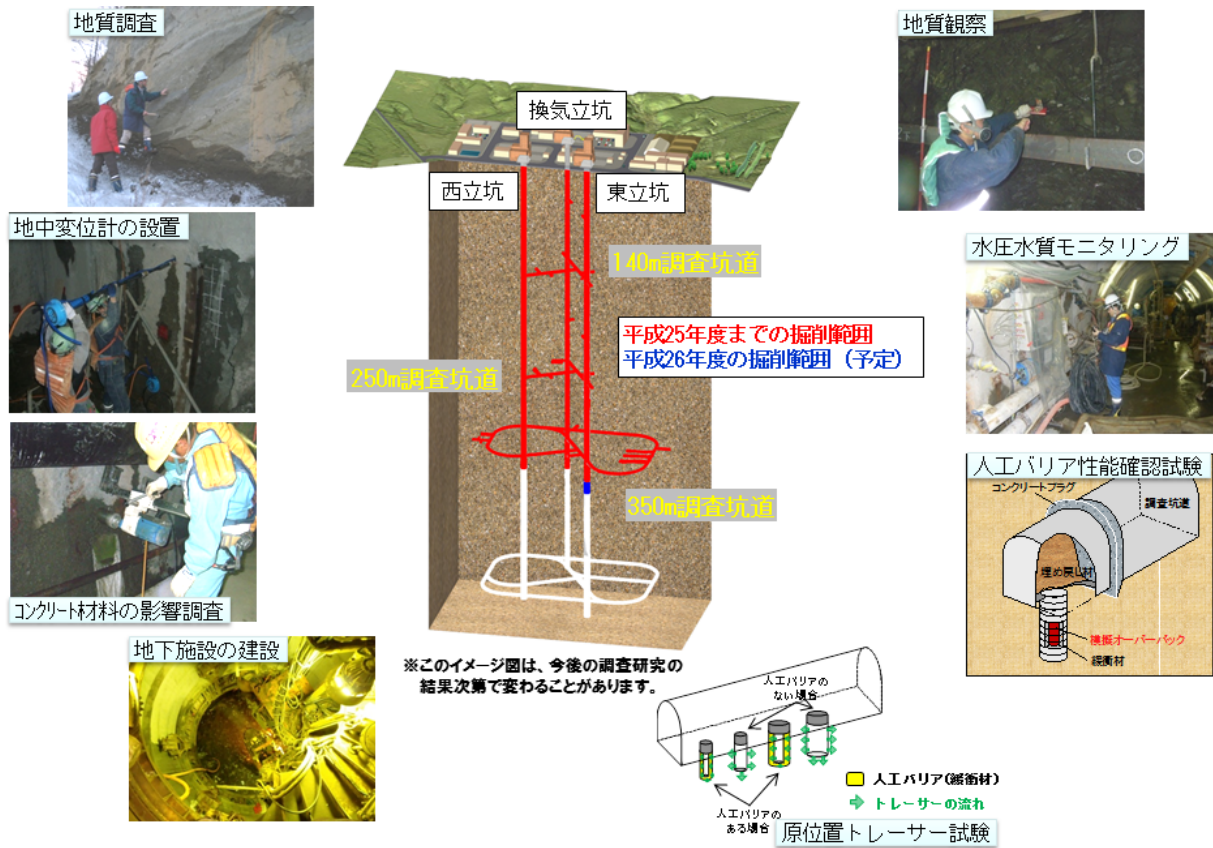 地質調査
地質観察
換気立坑
西立坑
東立坑
地中変位計の設置
水圧水質モニタリング
140m調査坑道
平成25年度までの掘削範囲
平成26年度の掘削範囲（予定）
250m調査坑道
350m調査坑道
コンクリート材料の影響調査
人工バリア性能確認試験
コンクリートプラグ
調査坑道
埋め戻し材
模擬オーバーパック
緩衝材
地下施設の建設
※このイメージ図は、今後の調査研究の
結果次第で変わることがあります。
人工バリアの
ない場合
人工バリアの
ある場合
人工バリア(緩衝材)
トレーサーの流れ
原位置トレーサー試験